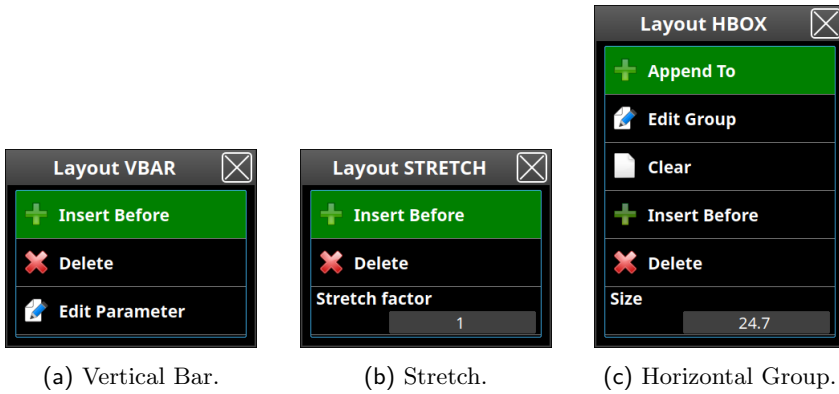 Layout VBAR
Insert Before
Delete
Edit Parameter
(a) Vertical Bar.
Layout STRETCH
Insert Before
Delete
Stretch factor
1
(b) Stretch.
Layout HBOX
Append To
Edit Group
Clear
Insert Before
Delete
Size
24.7
(c) Horizontal Group.